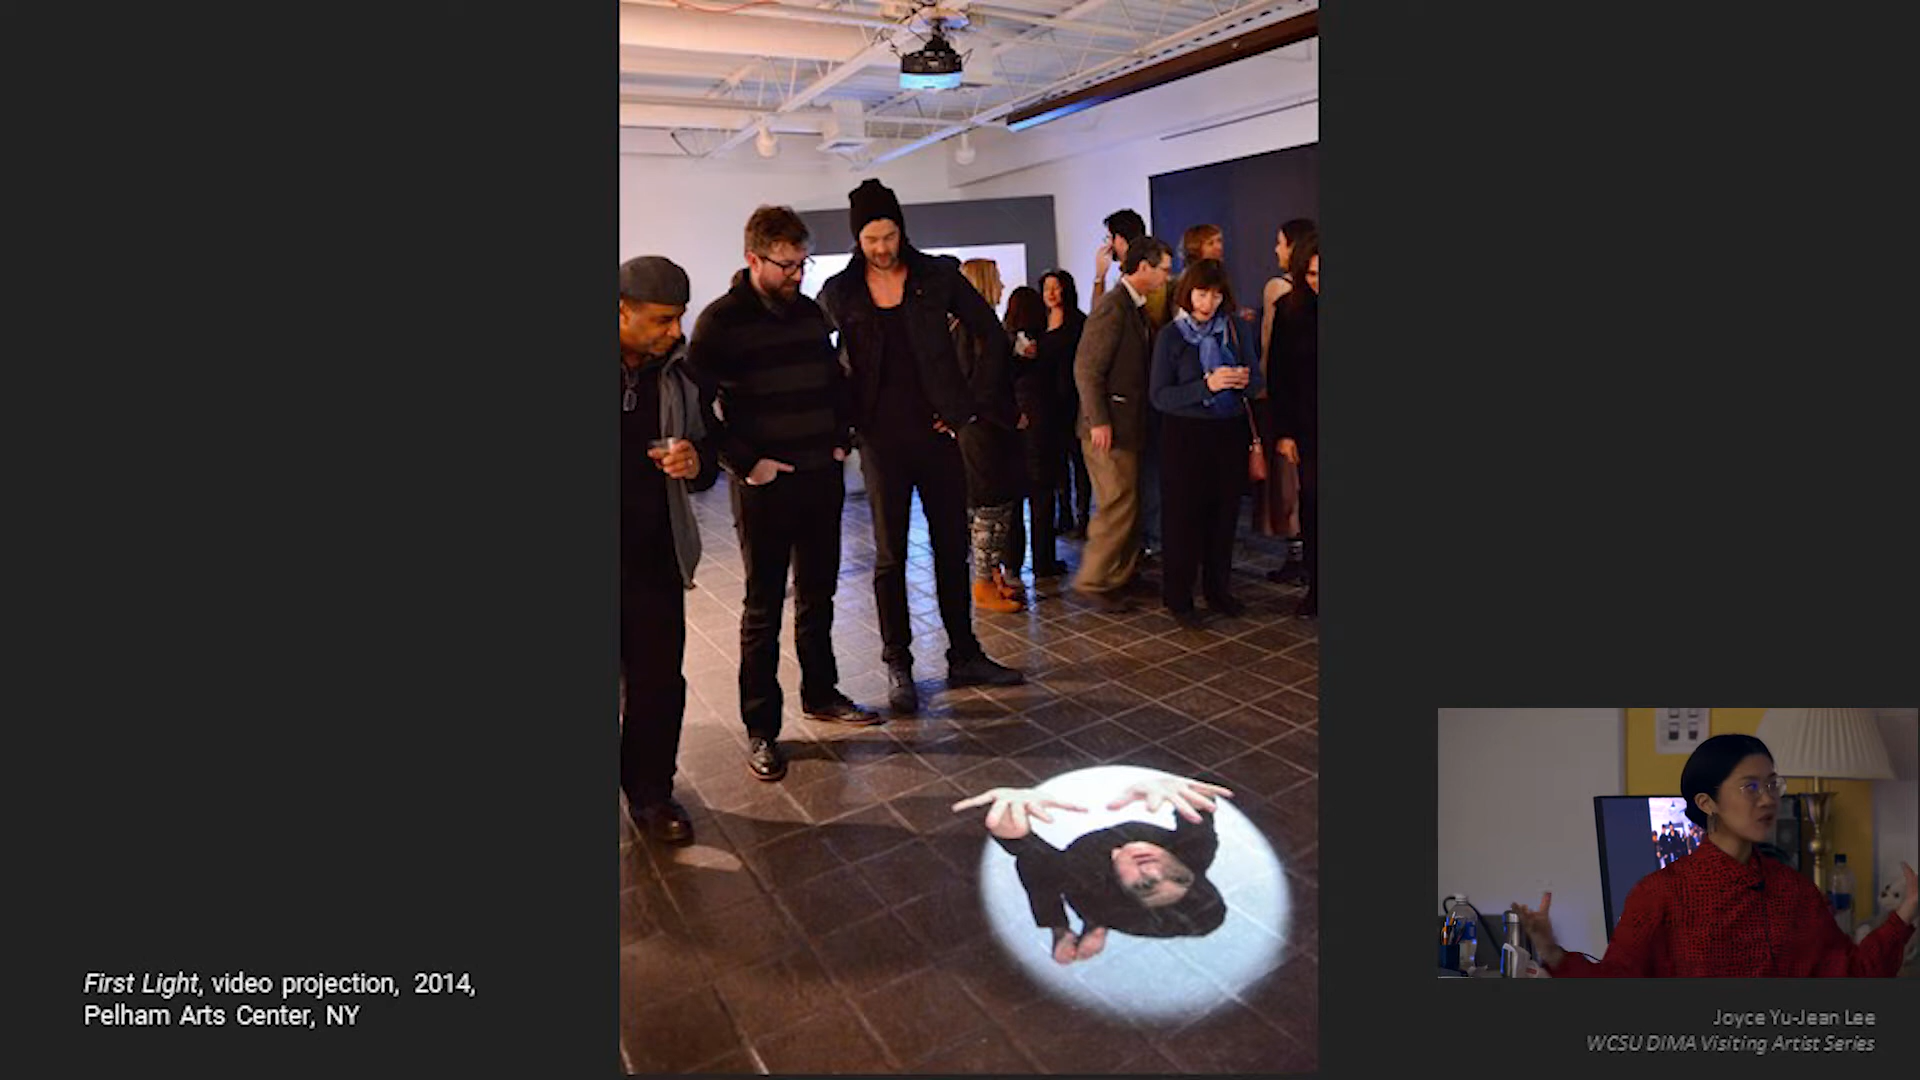 First Light, video projection, 2014,
Pelham Arts Center, NY
Joyce Yu-Jean Lee
WCSU DIMA Visiting Artist Series